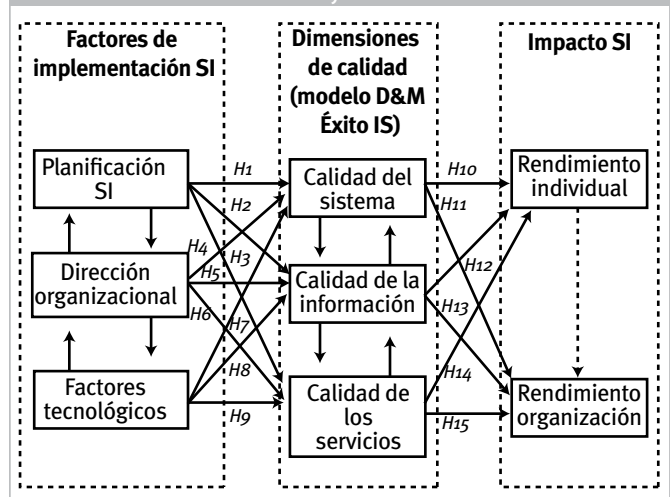 Factores de
implementación SI
Dimensiones
de calidad
(modelo D&M
Éxito IS)
Impacto SI
Planificación
SI
Dirección
organizacional
Factores
tecnológicos
H1
H2
H3
H4
H5
H6
H7
H8
H9
Calidad del
sistema
Calidad de la
información
Calidad de
los
servicios
H10
H11
H12
H13
H14
H15
Rendimiento
individual
Rendimiento
organización